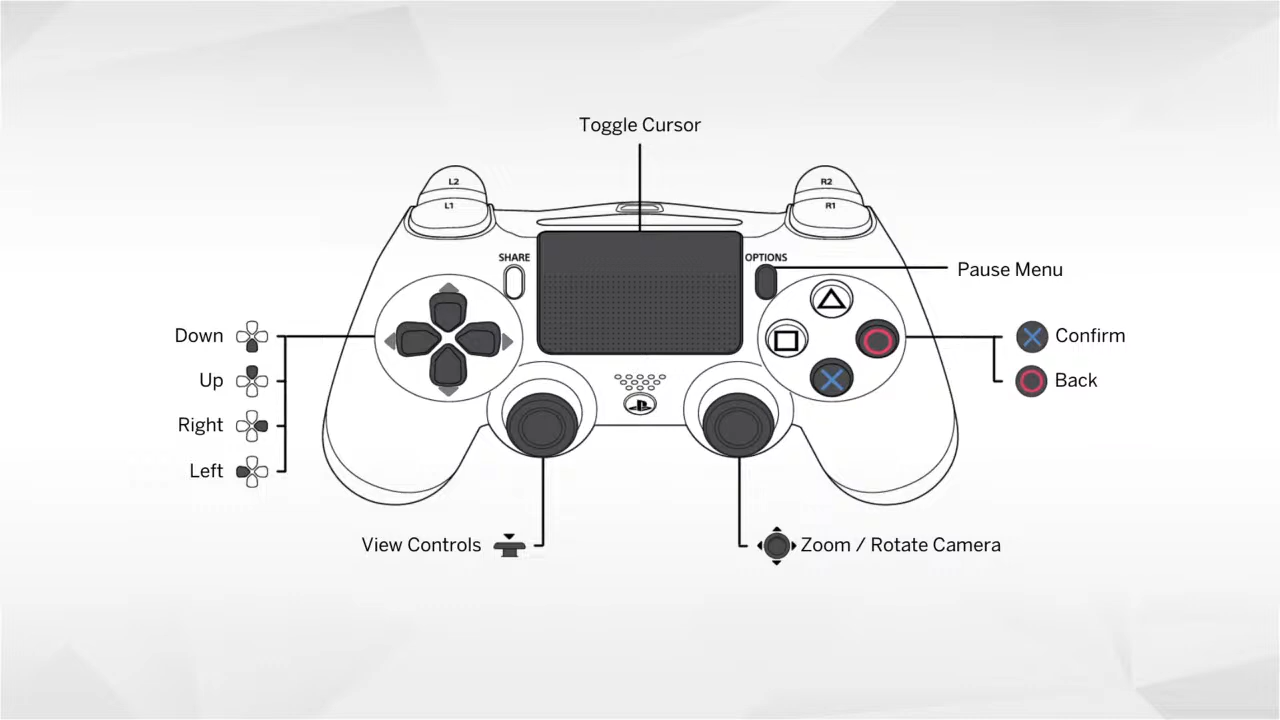 Toggle Cursor
L2
R2
L1
R1
SHARE
OPTIONS
Pause Menu
Down
Confirm
Up
Back
Right
Left
View Controls
Zoom / Rotate Camera